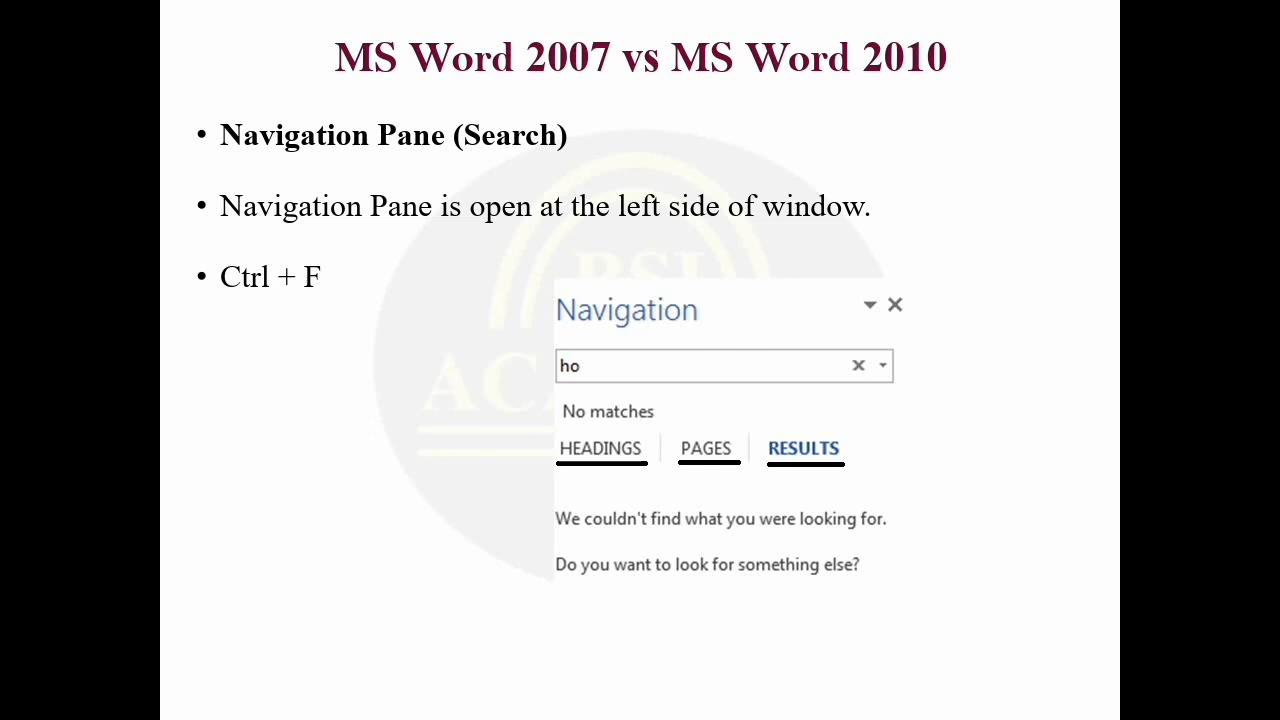 MS Word 2007 vs MS Word 2010
• Navigation Pane (Search)
• Navigation Pane is open at the left side of window.
• Ctrl + F
Navigation
ho
No matches
HEADINGS PAGES RESULTS
We couldn't find what you were looking for.
Do you want to look for something else?